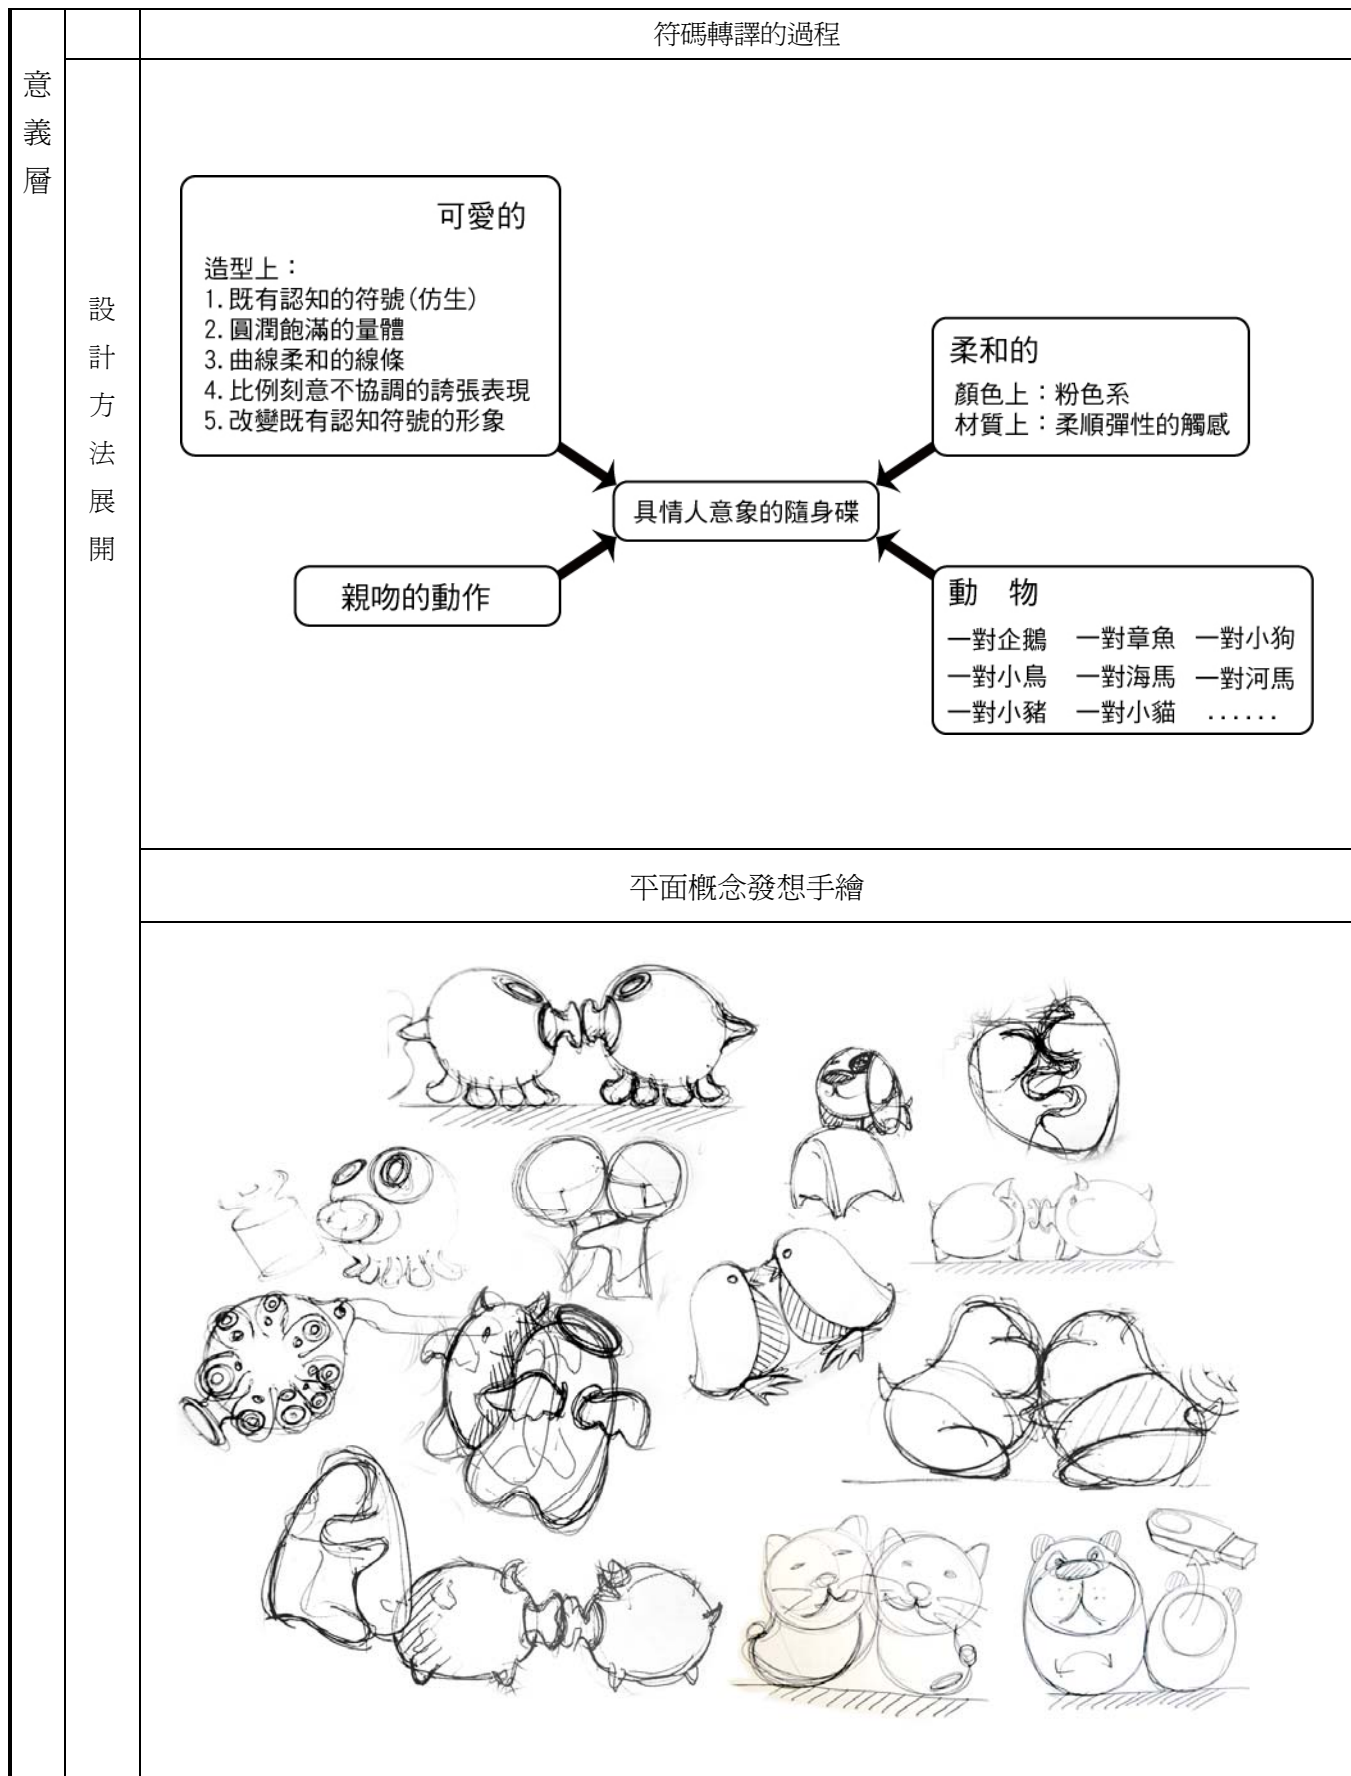 符碼轉譯的過程
意義層
設計方法展開
可愛的
造型上：
1.既有認知的符號(仿生)
2.圓潤飽滿的量體
3.曲線柔和的線條
4.比例刻意不協調的誇張表現
5.改變既有認知符號的形象
柔和的
顏色上：粉色系
材質上：柔順彈性的觸感
具情人意象的隨身碟
親吻的動作
動 物
一對企鵝 一對章魚 一對小狗
一對小鳥 一對海馬 一對河馬
一對小豬 一對小貓 ......
平面概念發想手繪